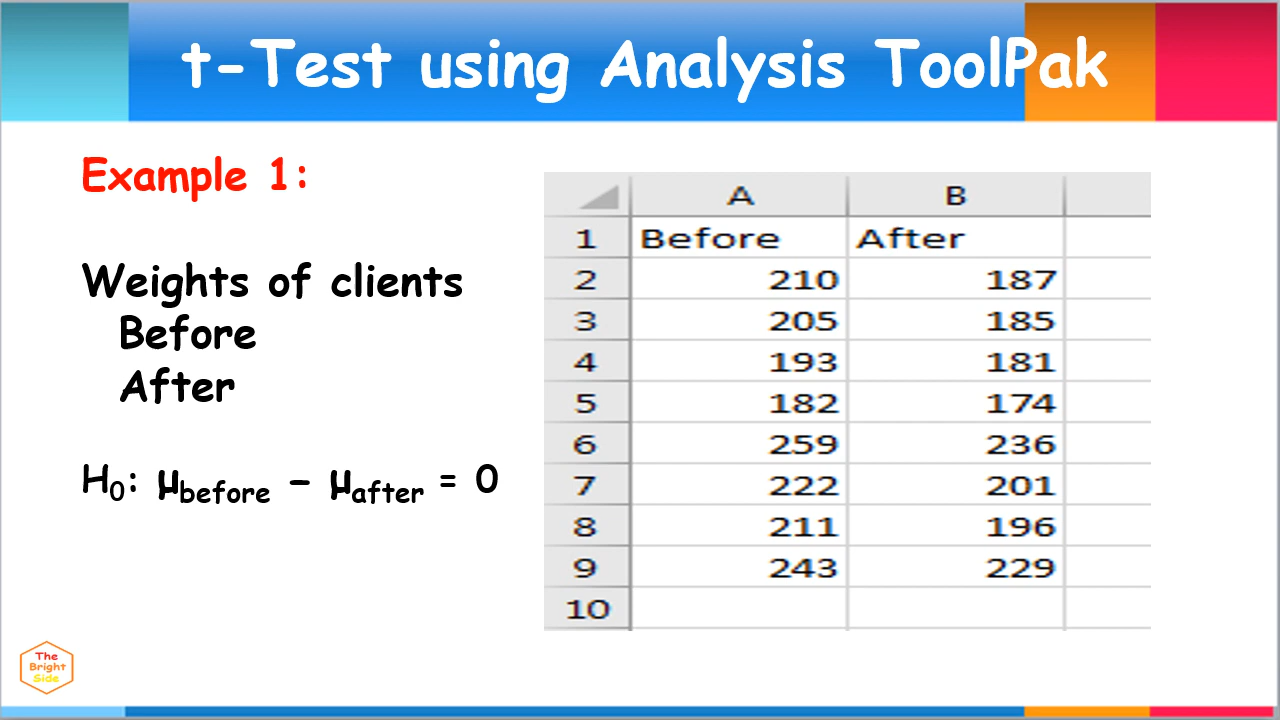 t-Test using Analysis ToolPak
Example 1:
Weights of clients
Before
After
H₀: μbefore − μafter = 0
A B
1 Before After
2 210 187
3 205 185
4 193 181
5 182 174
6 259 236
7 222 201
8 211 196
9 243 229
10
The
Bright
Side